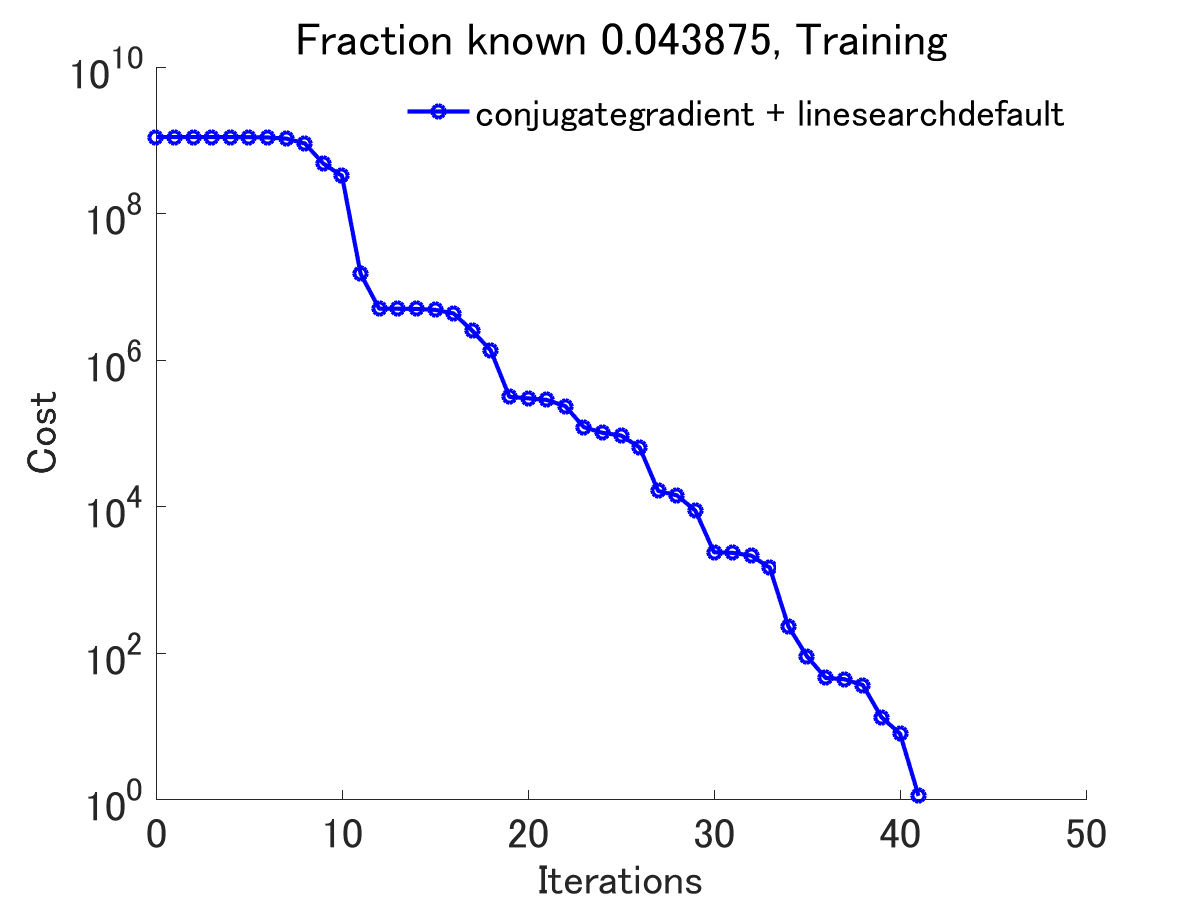 Fraction known 0.043875, Training
conjugategradient + linesearchdefault
Cost
10^10
10^8
10^6
10^4
10^2
10^0
0 10 20 30 40 50
Iterations